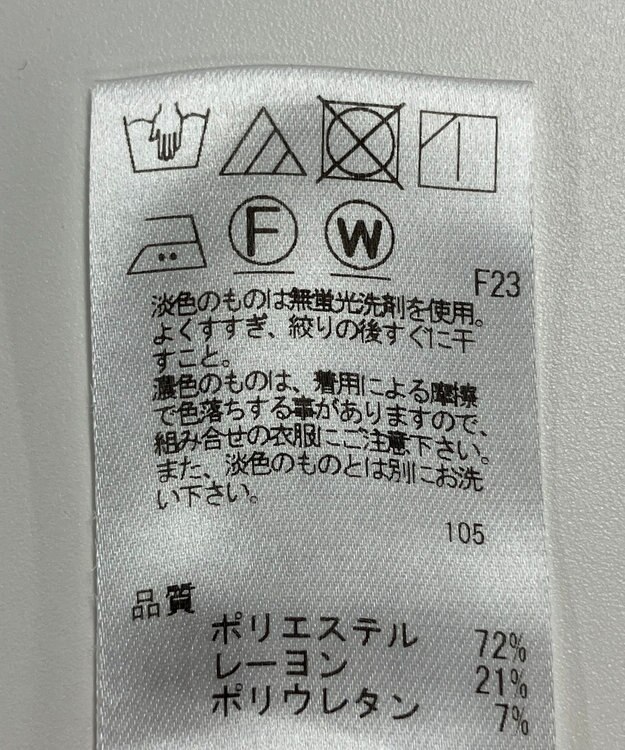 F W
F23
淡色のものは無蛍光洗剤を使用。
よくすすぎ、絞りの後すぐに干
すこと。
濃色のものは、着用による摩擦
で色落ちする事がありますので、
組み合せの衣服にご注意下さい。
また、淡色のものとは別にお洗
い下さい。
105
品質
ポリエステル 72%
レーヨン 21%
ポリウレタン 7%